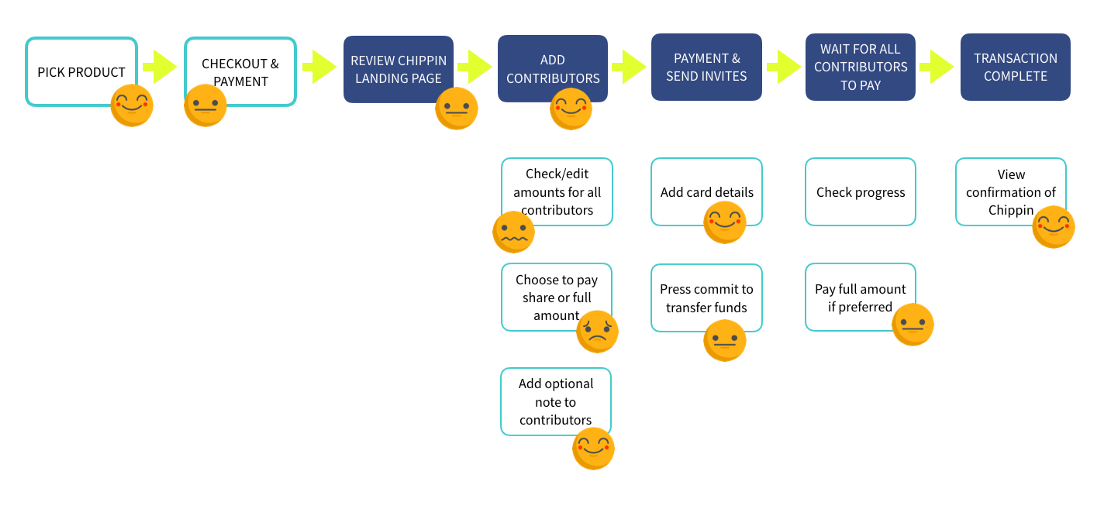 PICK PRODUCT
CHECKOUT &
PAYMENT
REVIEW CHIPPIN
LANDING PAGE
ADD
CONTRIBUTORS
PAYMENT &
SEND INVITES
WAIT FOR ALL
CONTRIBUTORS
TO PAY
TRANSACTION
COMPLETE
Check/edit
amounts for all
contributors
Choose to pay
share or full
amount
Add optional
note to
contributors
Add card details
Press commit to
transfer funds
Check progress
Pay full amount
if preferred
View
confirmation of
Chippin